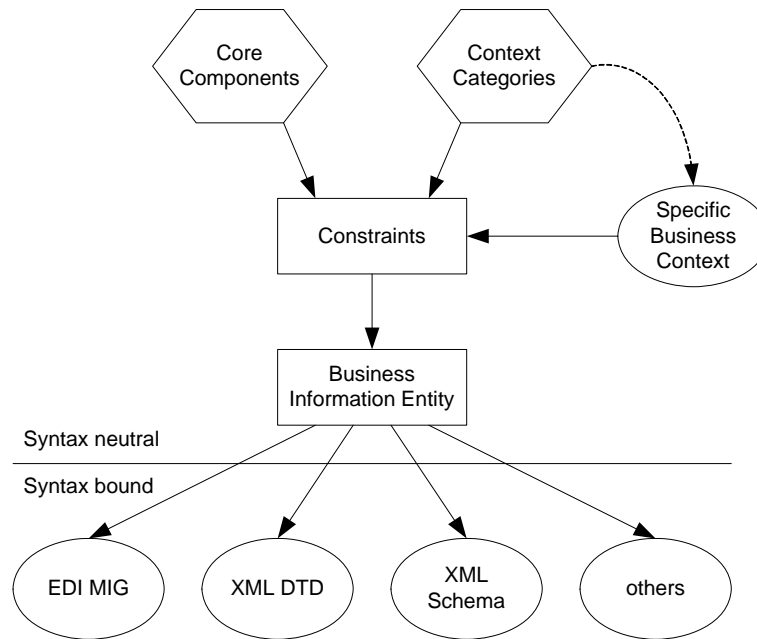 Core
Components
Context
Categories
Constraints
Specific
Business
Context
Business
Information Entity
Syntax neutral
Syntax bound
EDI MIG
XML DTD
XML
Schema
others